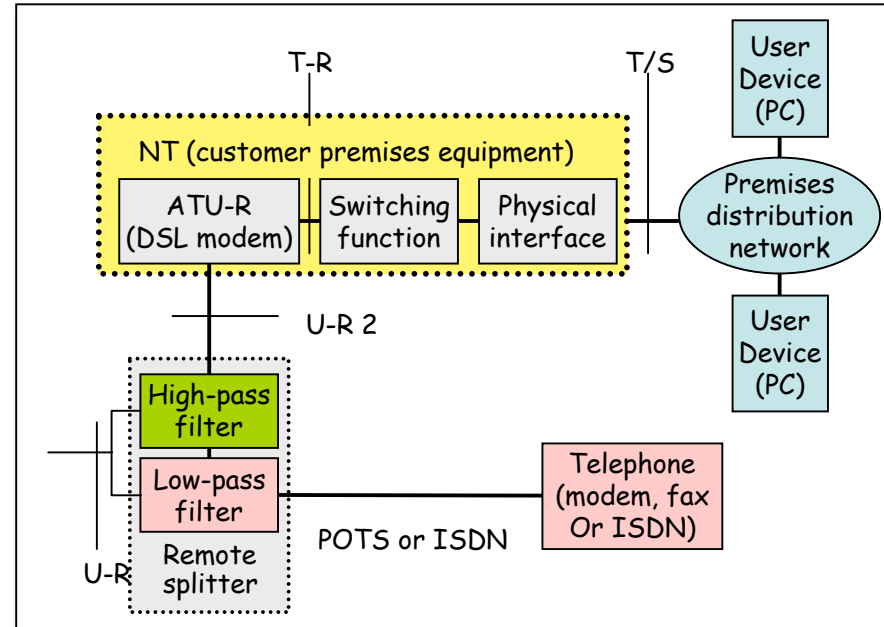 T-R
T/S
User
Device
(PC)
NT (customer premises equipment)
ATU-R
(DSL modem)
Switching
function
Physical
interface
Premises
distribution
network
U-R 2
User
Device
(PC)
High-pass
filter
Low-pass
filter
Telephone
(modem, fax
Or ISDN)
POTS or ISDN
Remote
splitter
U-R